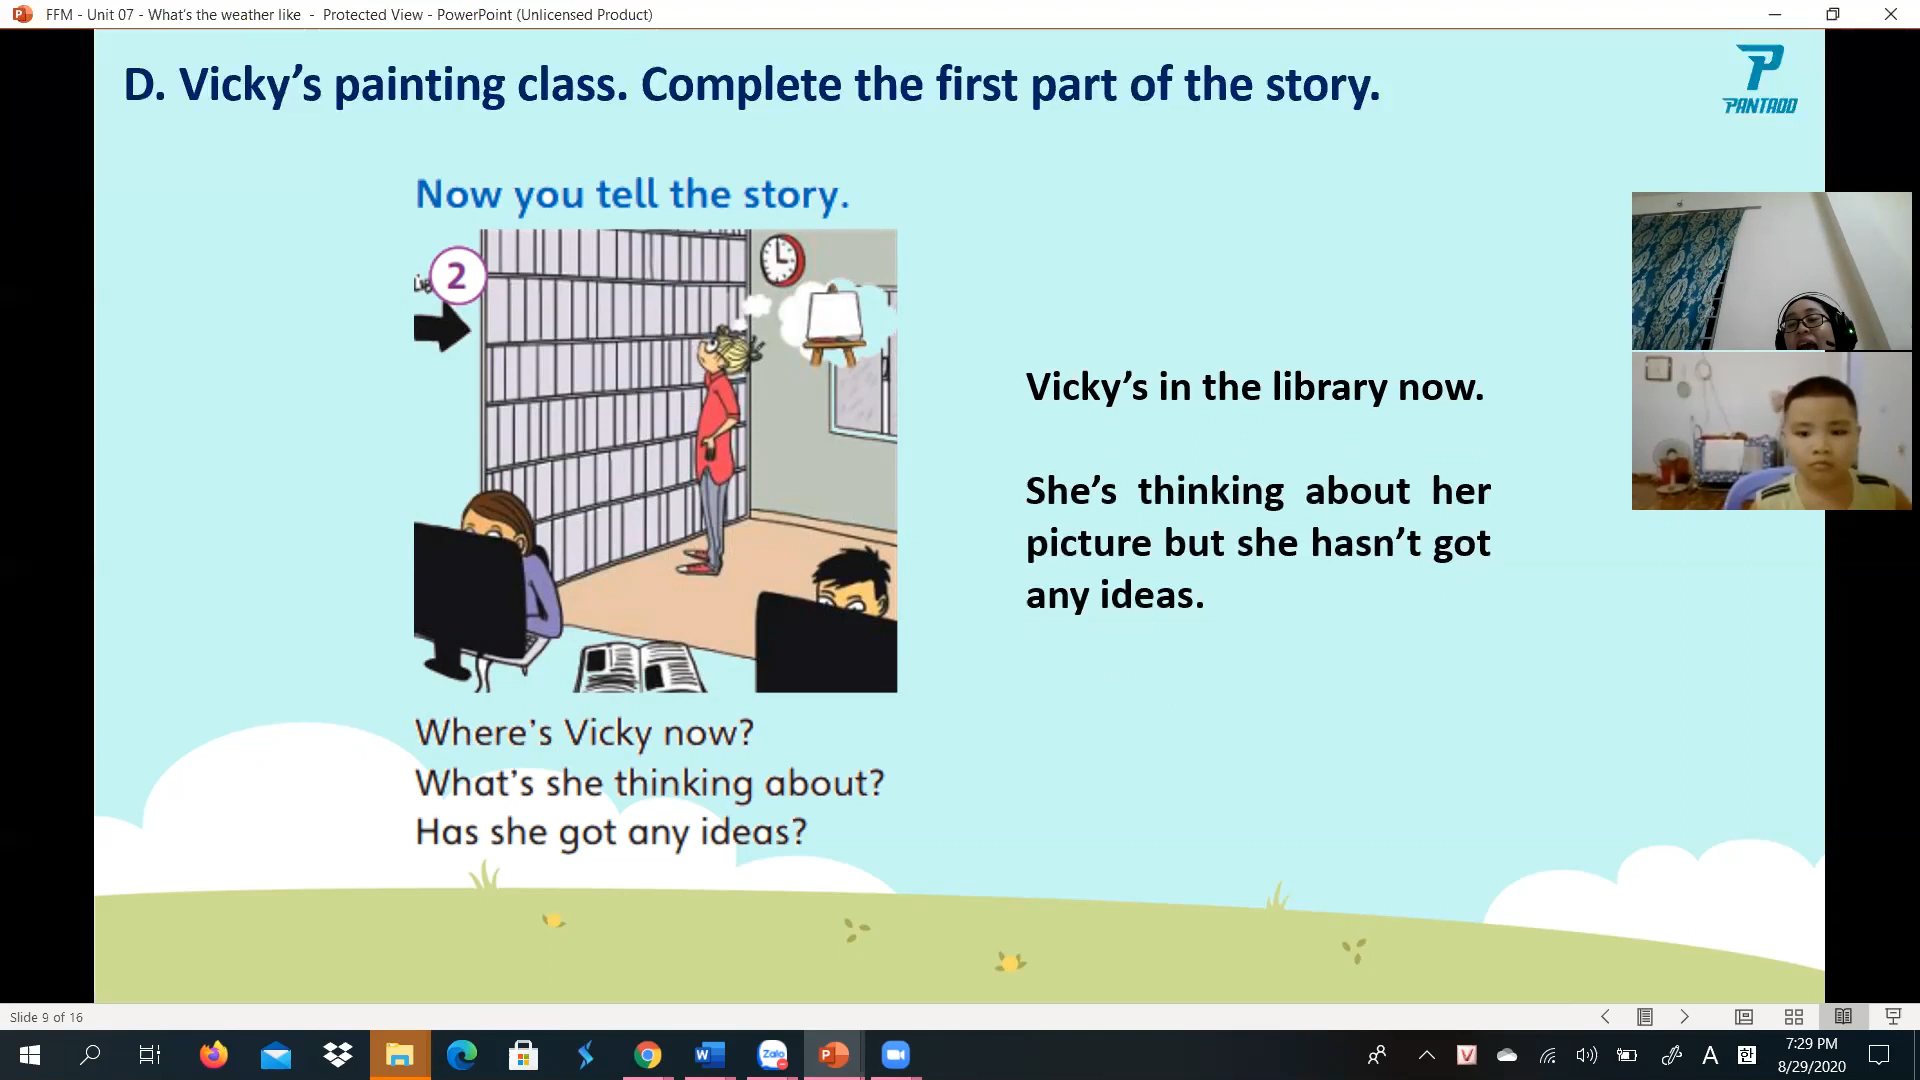 FFM - Unit 07 - What's the weather like - Protected View - PowerPoint (Unlicensed Product)
D. Vicky’s painting class. Complete the first part of the story.
PANTADO
Now you tell the story.
2
Vicky’s in the library now.
She’s thinking about her
picture but she hasn’t got
any ideas.
Where’s Vicky now?
What’s she thinking about?
Has she got any ideas?
Slide 9 of 16
Zalo
A
한
7:29 PM
8/29/2020